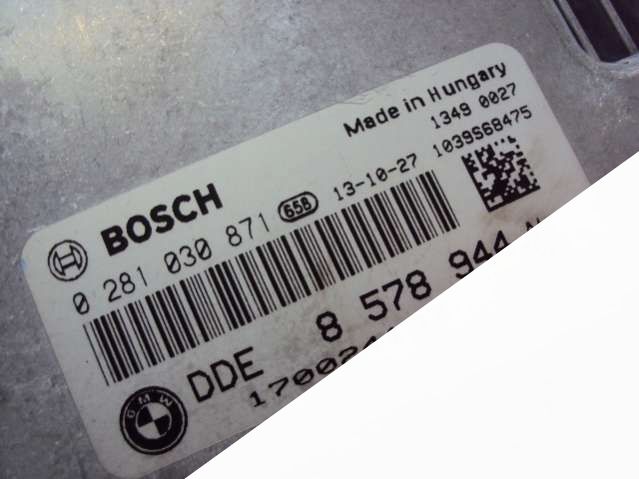 Made in Hungary
1349 0027
1039S68475
BOSCH
0 281 030 871 658 13-10-27
DDE 8 578 944
BMW